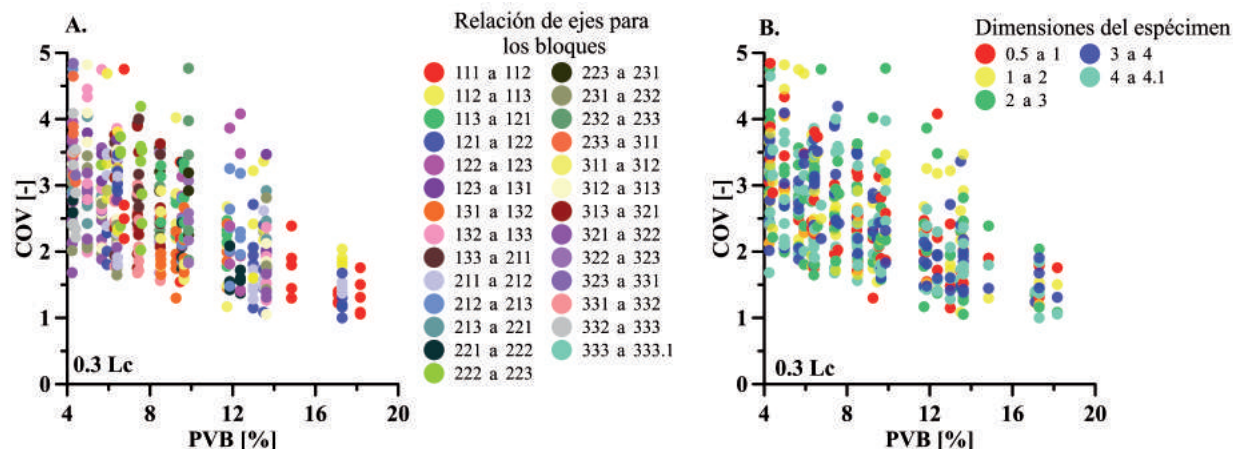 A.
5
4
3
2
1
0
COV [-]
0.3 Lc
4 8 12 16 20
PVB [%]
Relación de ejes para
los bloques
111 a 112
112 a 113
113 a 121
121 a 122
122 a 123
123 a 131
131 a 132
132 a 133
133 a 211
211 a 212
212 a 213
213 a 221
221 a 222
222 a 223
223 a 231
231 a 232
232 a 233
233 a 311
311 a 312
312 a 313
313 a 321
321 a 322
322 a 323
323 a 331
331 a 332
332 a 333
333 a 333.1
B.
5
4
3
2
1
0
COV [-]
0.3 Lc
4 8 12 16 20
PVB [%]
Dimensiones del espécimen
0.5 a 1
1 a 2
2 a 3
3 a 4
4 a 4.1